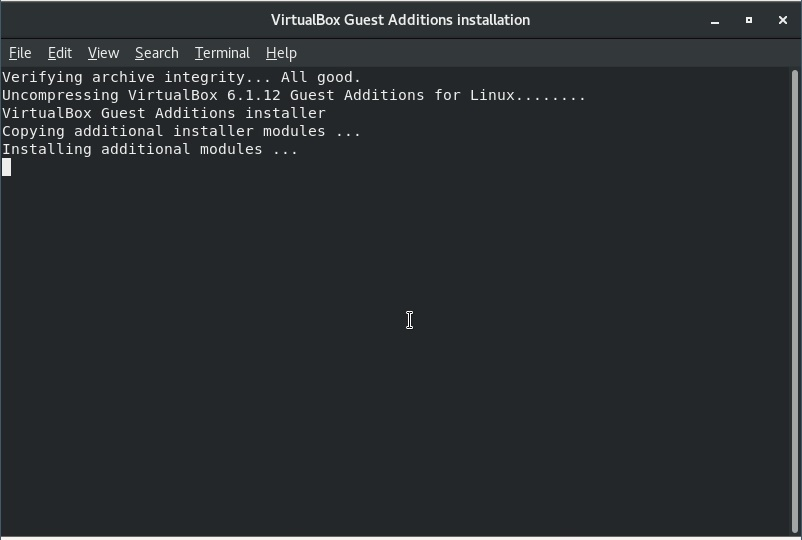 VirtualBox Guest Additions installation
File Edit View Search Terminal Help
Verifying archive integrity... All good.
Uncompressing VirtualBox 6.1.12 Guest Additions for Linux........
VirtualBox Guest Additions installer
Copying additional installer modules ...
Installing additional modules ...